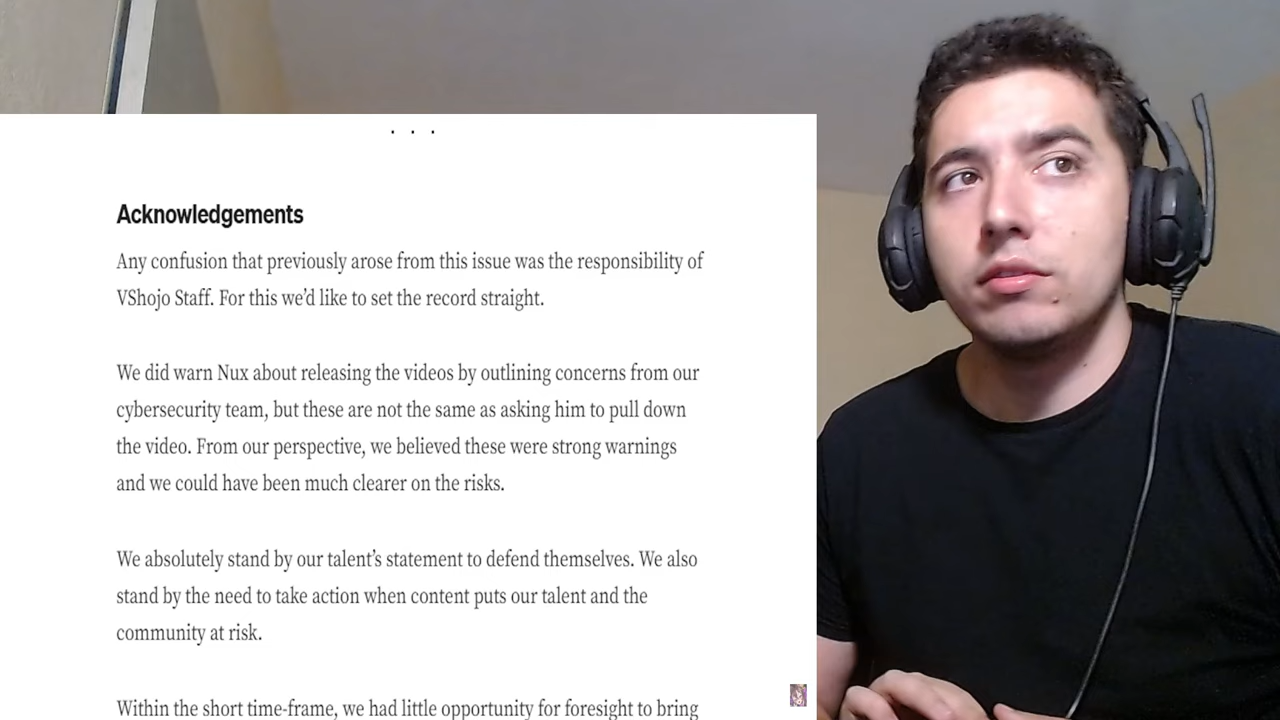 . . .
Acknowledgements
Any confusion that previously arose from this issue was the responsibility of
VShojo Staff. For this we’d like to set the record straight.
We did warn Nux about releasing the videos by outlining concerns from our
cybersecurity team, but these are not the same as asking him to pull down
the video. From our perspective, we believed these were strong warnings
and we could have been much clearer on the risks.
We absolutely stand by our talent’s statement to defend themselves. We also
stand by the need to take action when content puts our talent and the
community at risk.
Within the short time-frame, we had little opportunity for foresight to bring